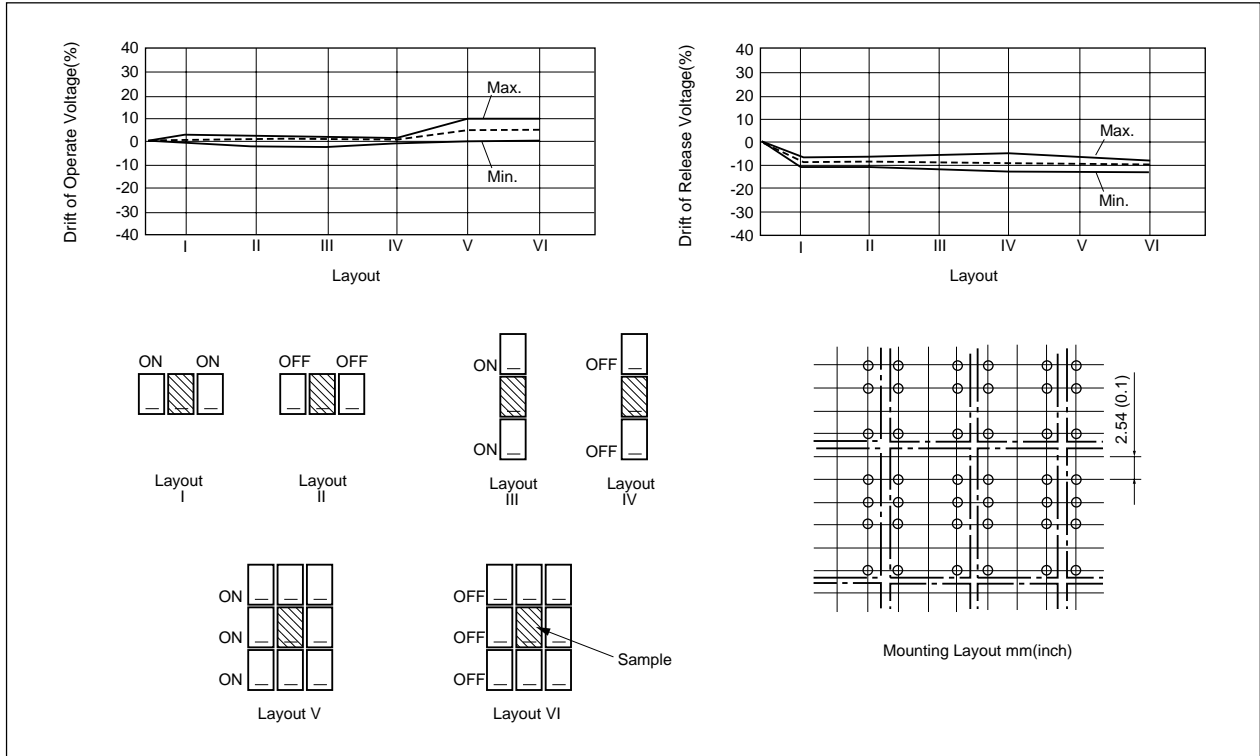 Drift of Operate Voltage(%)
40
30
20
10
0
-10
-20
-30
-40
Max.
Min.
I II III IV V VI
Layout
Drift of Release Voltage(%)
40
30
20
10
0
-10
-20
-30
-40
Max.
Min.
I II III IV V VI
Layout
ON ON
Layout
I
OFF OFF
Layout
II
ON
ON
Layout
III
OFF
OFF
Layout
IV
ON
ON
ON
Layout V
OFF
OFF
OFF
Sample
Layout VI
2.54 (0.1)
Mounting Layout mm(inch)